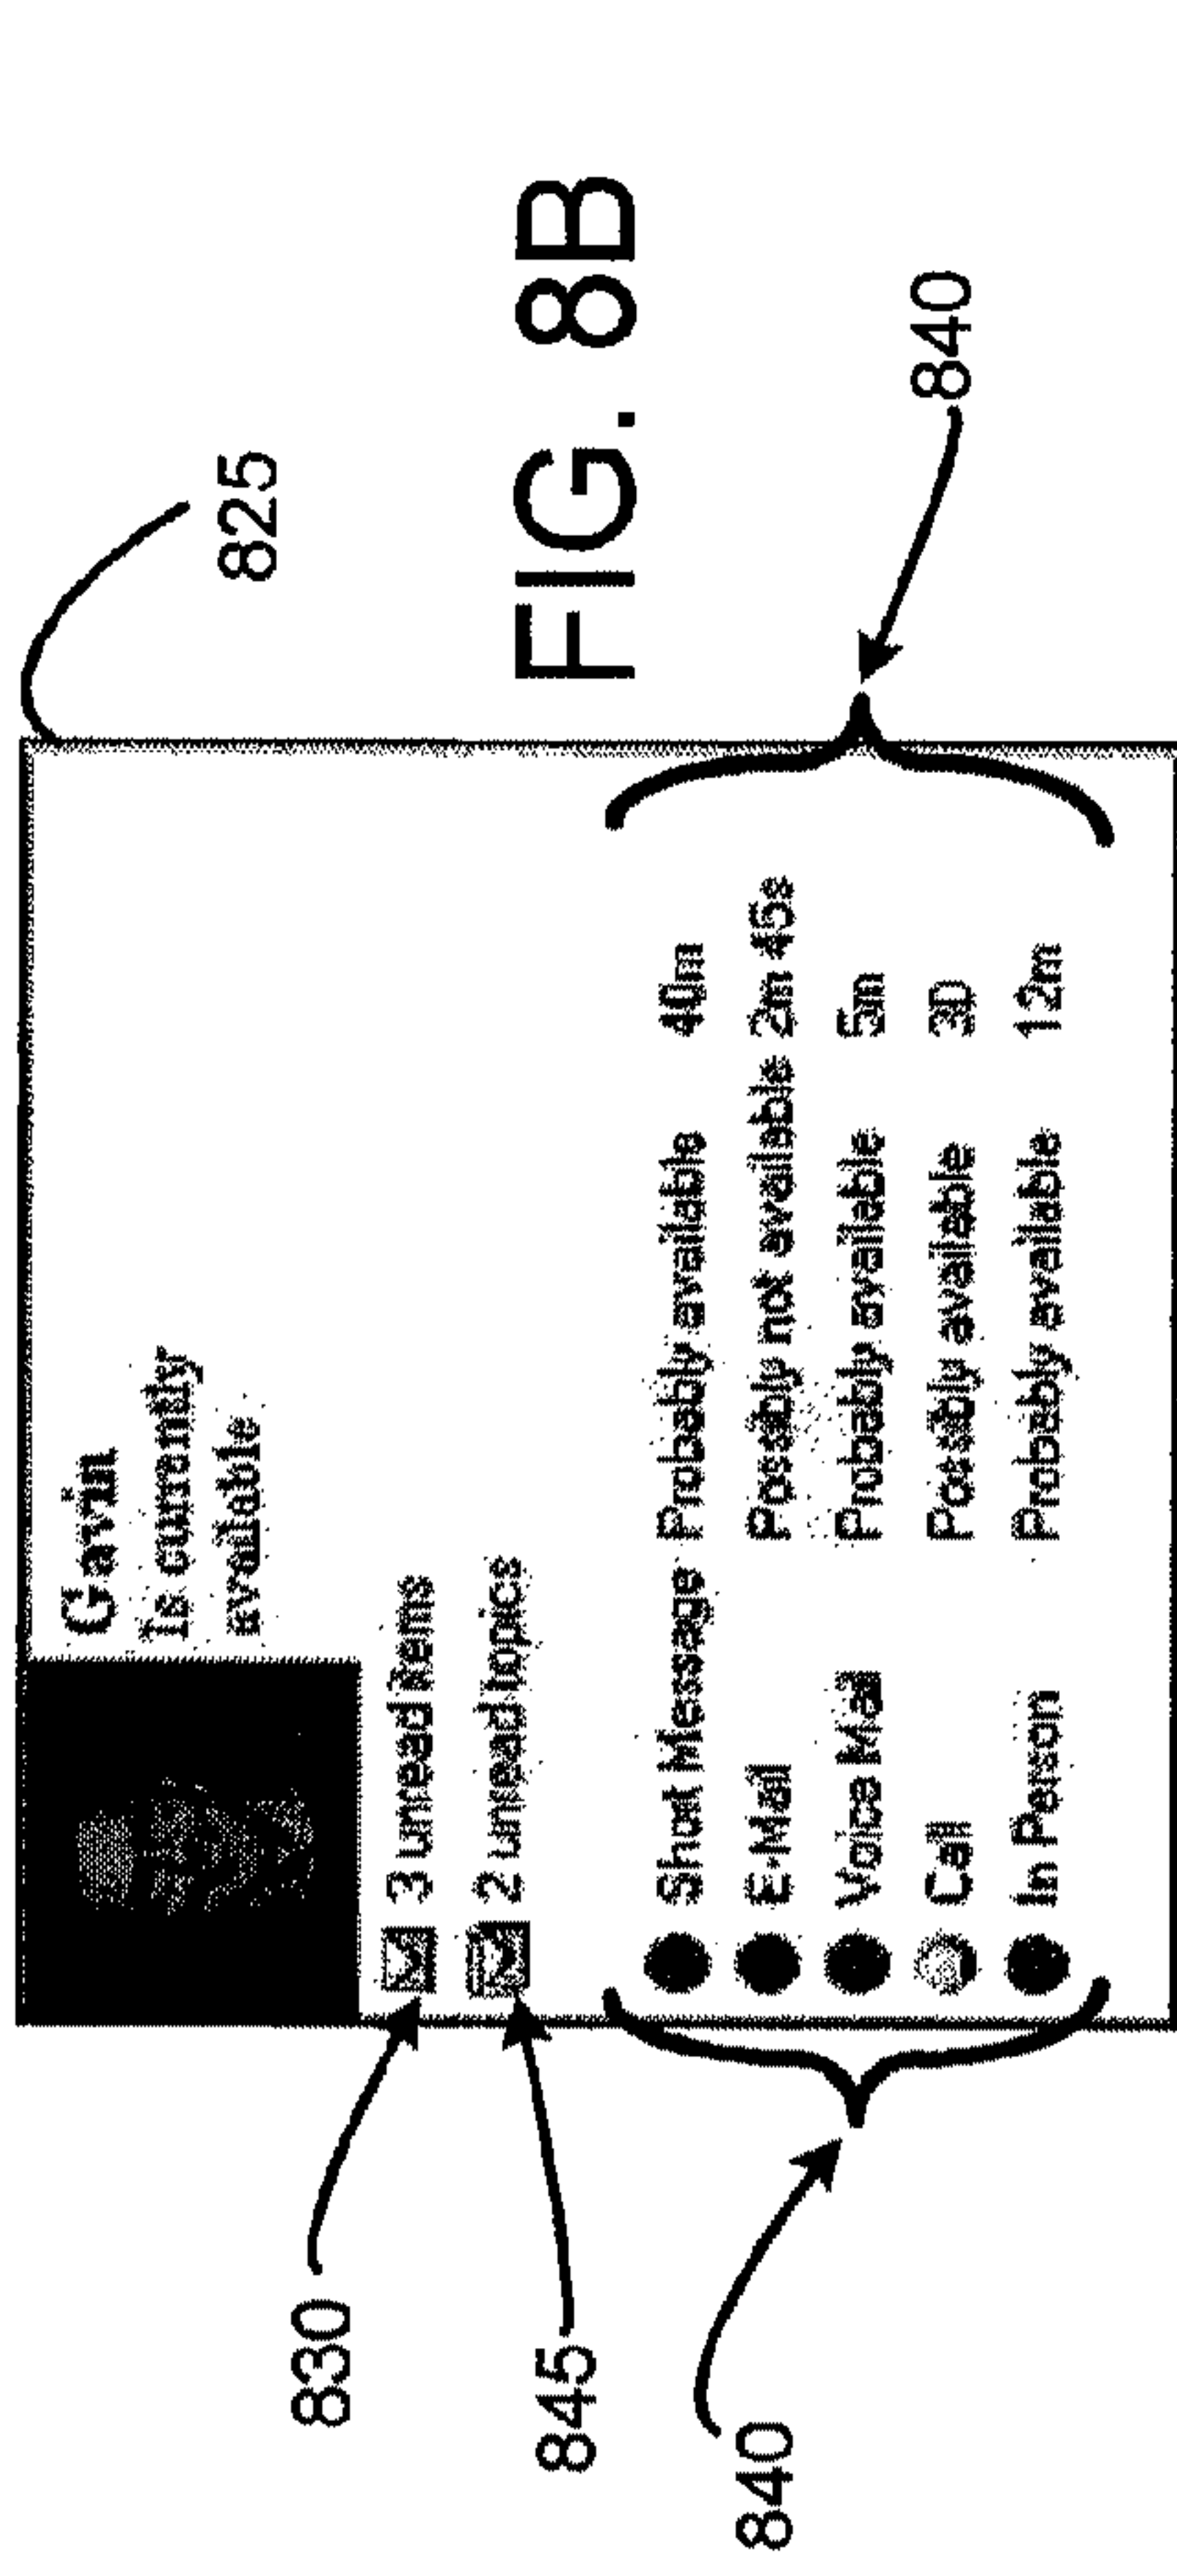 825
Gavin
Is currently
available
830
3 unread items
845
2 unread topics
FIG. 8B
840
Short Message Probably available 40m
E-Mail Possibly not available 2m 45s
Voice Mail Probably available 5m
Call Possibly available 3D
In Person Probably available 12m
840